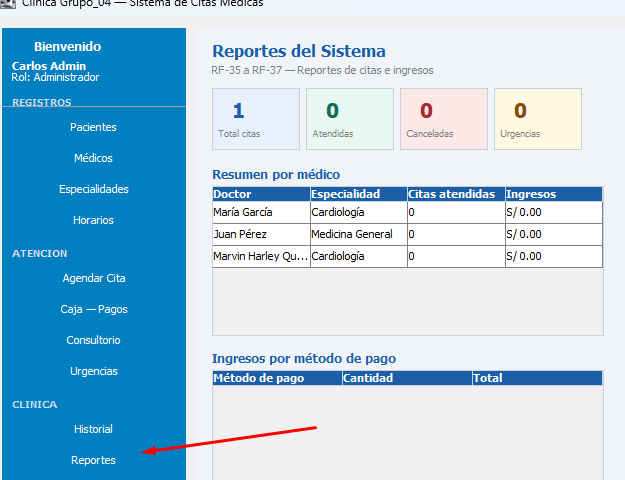 Clínica Grupo_04 — Sistema de Citas Médicas
Bienvenido
Carlos Admin
Rol: Administrador
REGISTROS
Pacientes
Médicos
Especialidades
Horarios
ATENCION
Agendar Cita
Caja — Pagos
Consultorio
Urgencias
CLINICA
Historial
Reportes
Reportes del Sistema
RF-35 a RF-37 — Reportes de citas e ingresos
1 0 0 0
Total citas Atendidas Canceladas Urgencias
Resumen por médico
Doctor Especialidad Citas atendidas Ingresos
María García Cardiología 0 S/ 0.00
Juan Pérez Medicina General 0 S/ 0.00
Marvin Harley Qu... Cardiología 0 S/ 0.00
Ingresos por método de pago
Método de pago Cantidad Total